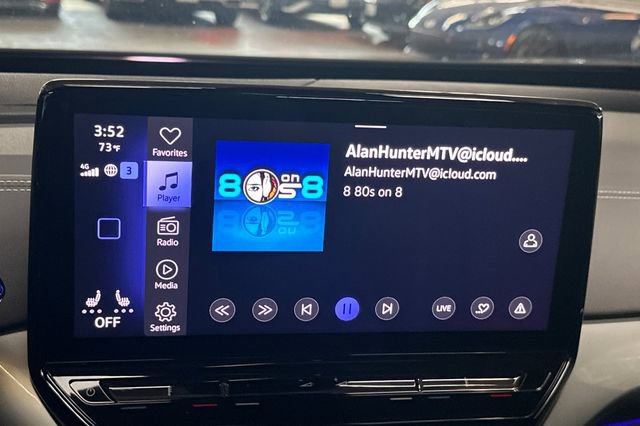 3:52
73°F
4G
3
OFF
Favorites
Player
Radio
Media
Settings
8 on 80s 8
AlanHunterMTV@icloud....
AlanHunterMTV@icloud.com
8 80s on 8
LIVE